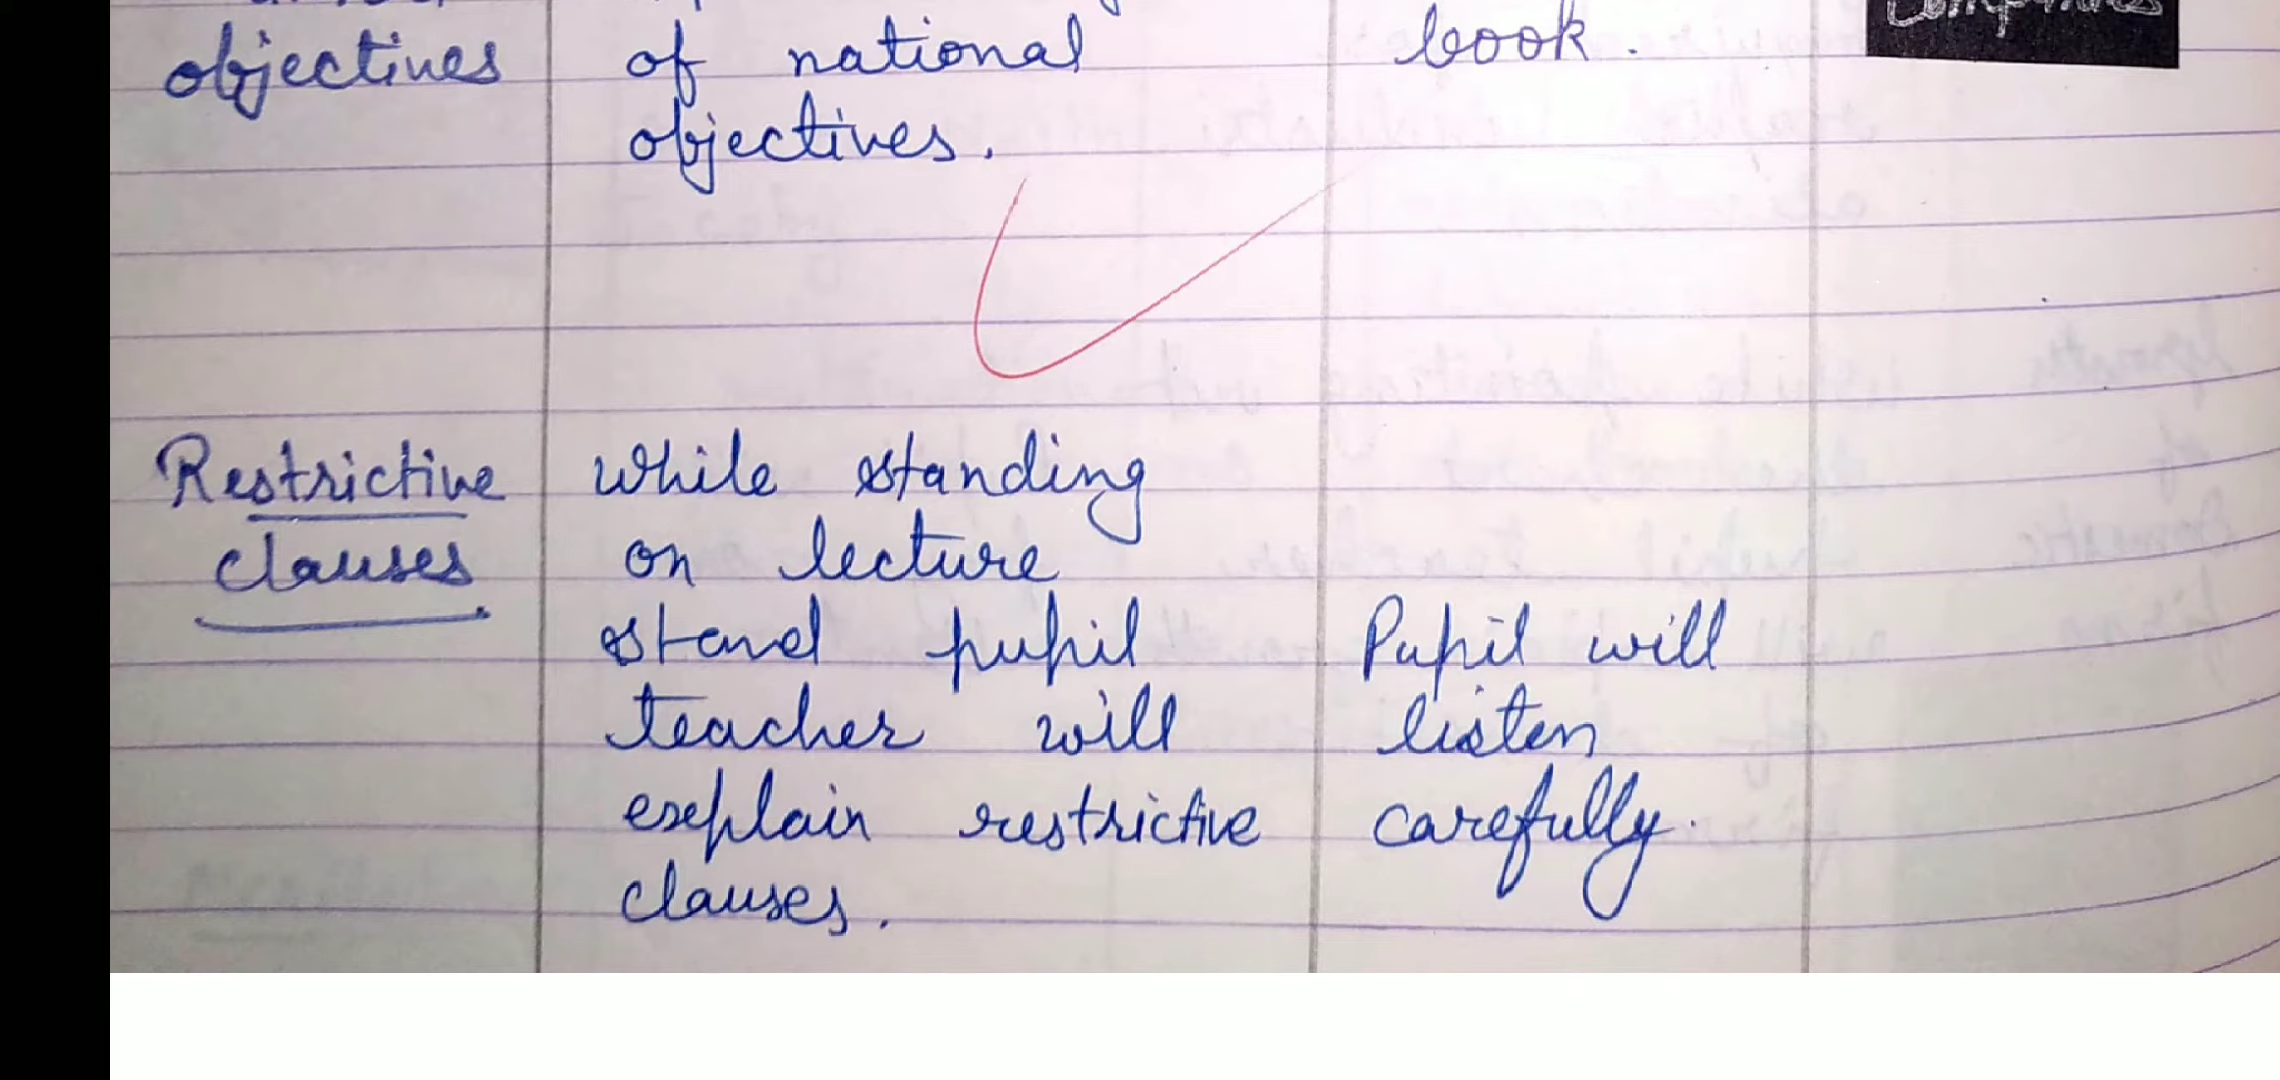 objectives
of national
objectives.
book.
Restrictive
clauses
while standing
on lecture
stand pupil
teacher will
explain restrictive
clauses.
Pupil will
listen
carefully.